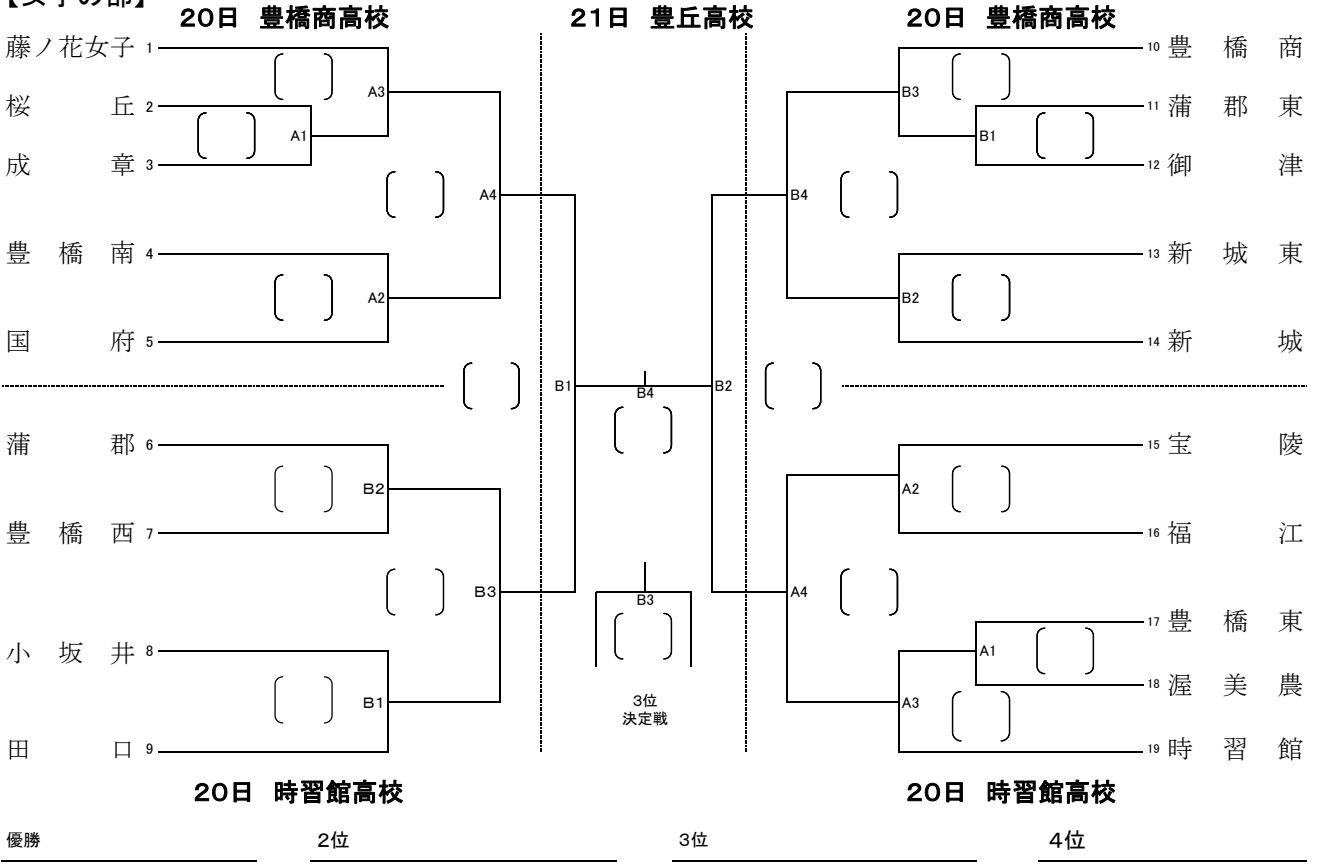 【女子の部】
20日 豊橋商高校
21日 豊丘高校
20日 豊橋商高校
藤ノ花女子 1
桜丘 2
成章 3
豊橋南 4
国府 5
蒲郡 6
豊橋西 7
小坂井 8
田口 9
A3
A1
A4
A2
B2
B3
B1
B1
B4
B2
B3
3位
決定戦
10 豊橋商
11 蒲郡東
12 御津
13 新城東
14 新城
15 宝陵
16 福江
17 豊橋東
18 渥美農
19 時習館
B3
B1
B4
B2
A2
A4
A1
A3
20日 時習館高校
20日 時習館高校
優勝
2位
3位
4位